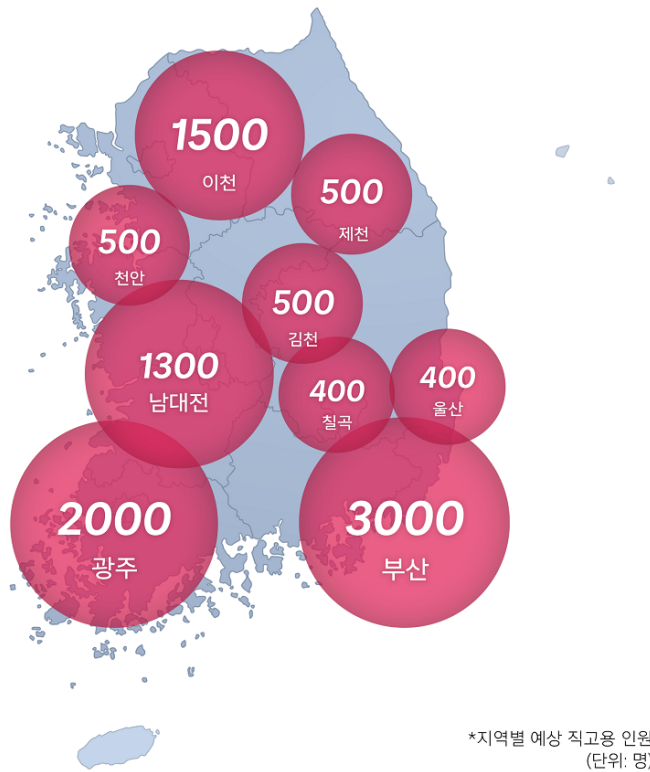 1500
이천
500
제천
500
천안
500
김천
1300
남대전
400
칠곡
400
울산
2000
광주
3000
부산
*지역별 예상 직고용 인원
(단위: 명)